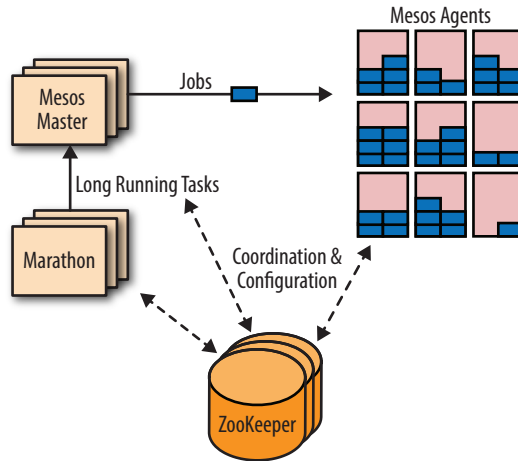 Mesos Agents
Jobs
Mesos
Master
Long Running Tasks
Marathon
Coordination &
Configuration
ZooKeeper